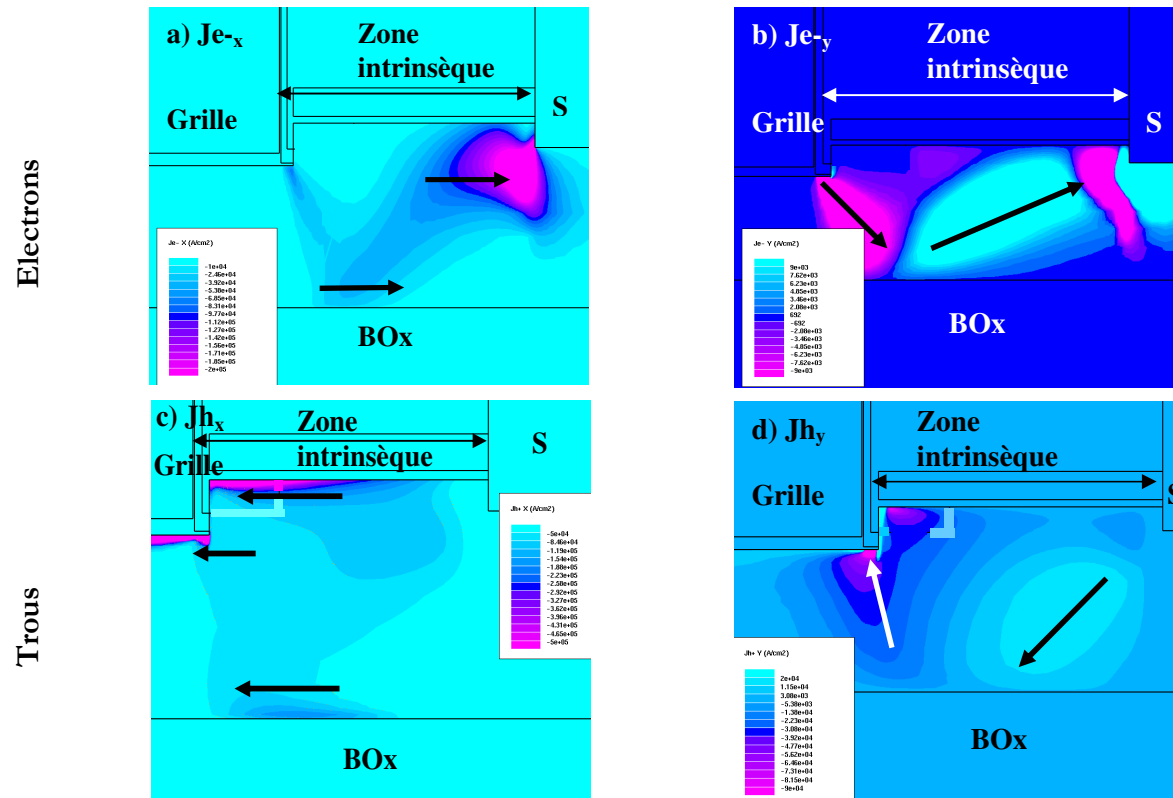 Electrons
a) Je-x
Zone
intrinsèque
Grille
S
Je- X (A/cm2)
-1e+04
-2.46e+04
-3.92e+04
-5.38e+04
-6.85e+04
-8.31e+04
-9.77e+04
-1.12e+05
-1.27e+05
-1.42e+05
-1.56e+05
-1.71e+05
-1.85e+05
-2e+05
BOx
b) Je-y
Zone
intrinsèque
Grille
S
Je- Y (A/cm2)
9e+03
7.62e+03
6.23e+03
4.85e+03
3.46e+03
2.08e+03
692
-692
-2.08e+03
-3.46e+03
-4.85e+03
-6.23e+03
-7.62e+03
-9e+03
BOx
Trous
c) Jhx
Zone
intrinsèque
Grille
S
Jh+ X (A/cm2)
-5e+04
-8.46e+04
-1.19e+05
-1.54e+05
-1.88e+05
-2.23e+05
-2.58e+05
-2.92e+05
-3.27e+05
-3.62e+05
-3.96e+05
-4.31e+05
-4.65e+05
-5e+05
BOx
d) Jhy
Zone
intrinsèque
Grille
S
Jh+ Y (A/cm2)
2e+04
1.15e+04
3.08e+03
-5.38e+03
-1.38e+04
-2.23e+04
-3.08e+04
-3.92e+04
-4.77e+04
-5.62e+04
-6.46e+04
-7.31e+04
-8.15e+04
-9e+04
BOx